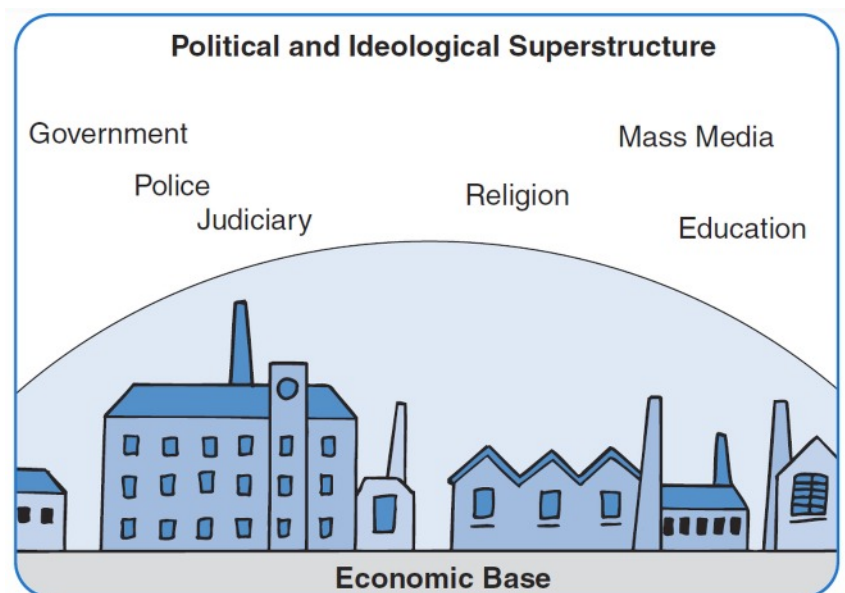 Political and Ideological Superstructure
Government
Mass Media
Police
Religion
Judiciary
Education
Economic Base